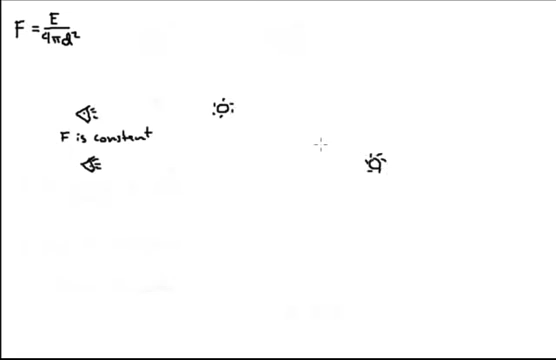 F = E/4πd²
F is constant